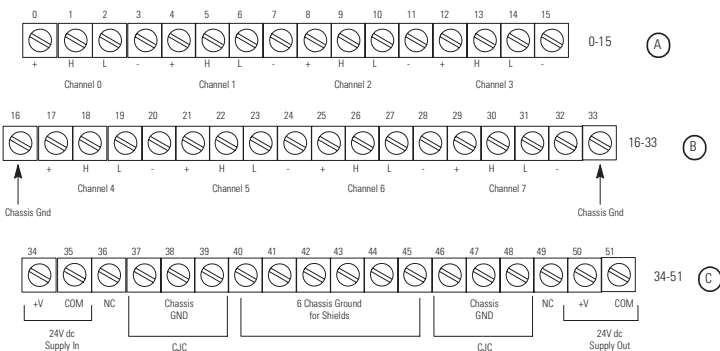 0 1 2 3 4 5 6 7 8 9 10 11 12 13 14 15
0-15 A
+ H L - + H L - + H L - + H L -
Channel 0 Channel 1 Channel 2 Channel 3
16 17 18 19 20 21 22 23 24 25 26 27 28 29 30 31 32 33
16-33 B
+ H L - + H L - + H L - + H L -
Channel 4 Channel 5 Channel 6 Channel 7
Chassis Gnd Chassis Gnd
34 35 36 37 38 39 40 41 42 43 44 45 46 47 48 49 50 51
34-51 C
+V COM NC Chassis 6 Chassis Ground Chassis NC +V COM
GND for Shields GND
24V dc 24V dc
Supply In CJC CJC Supply Out